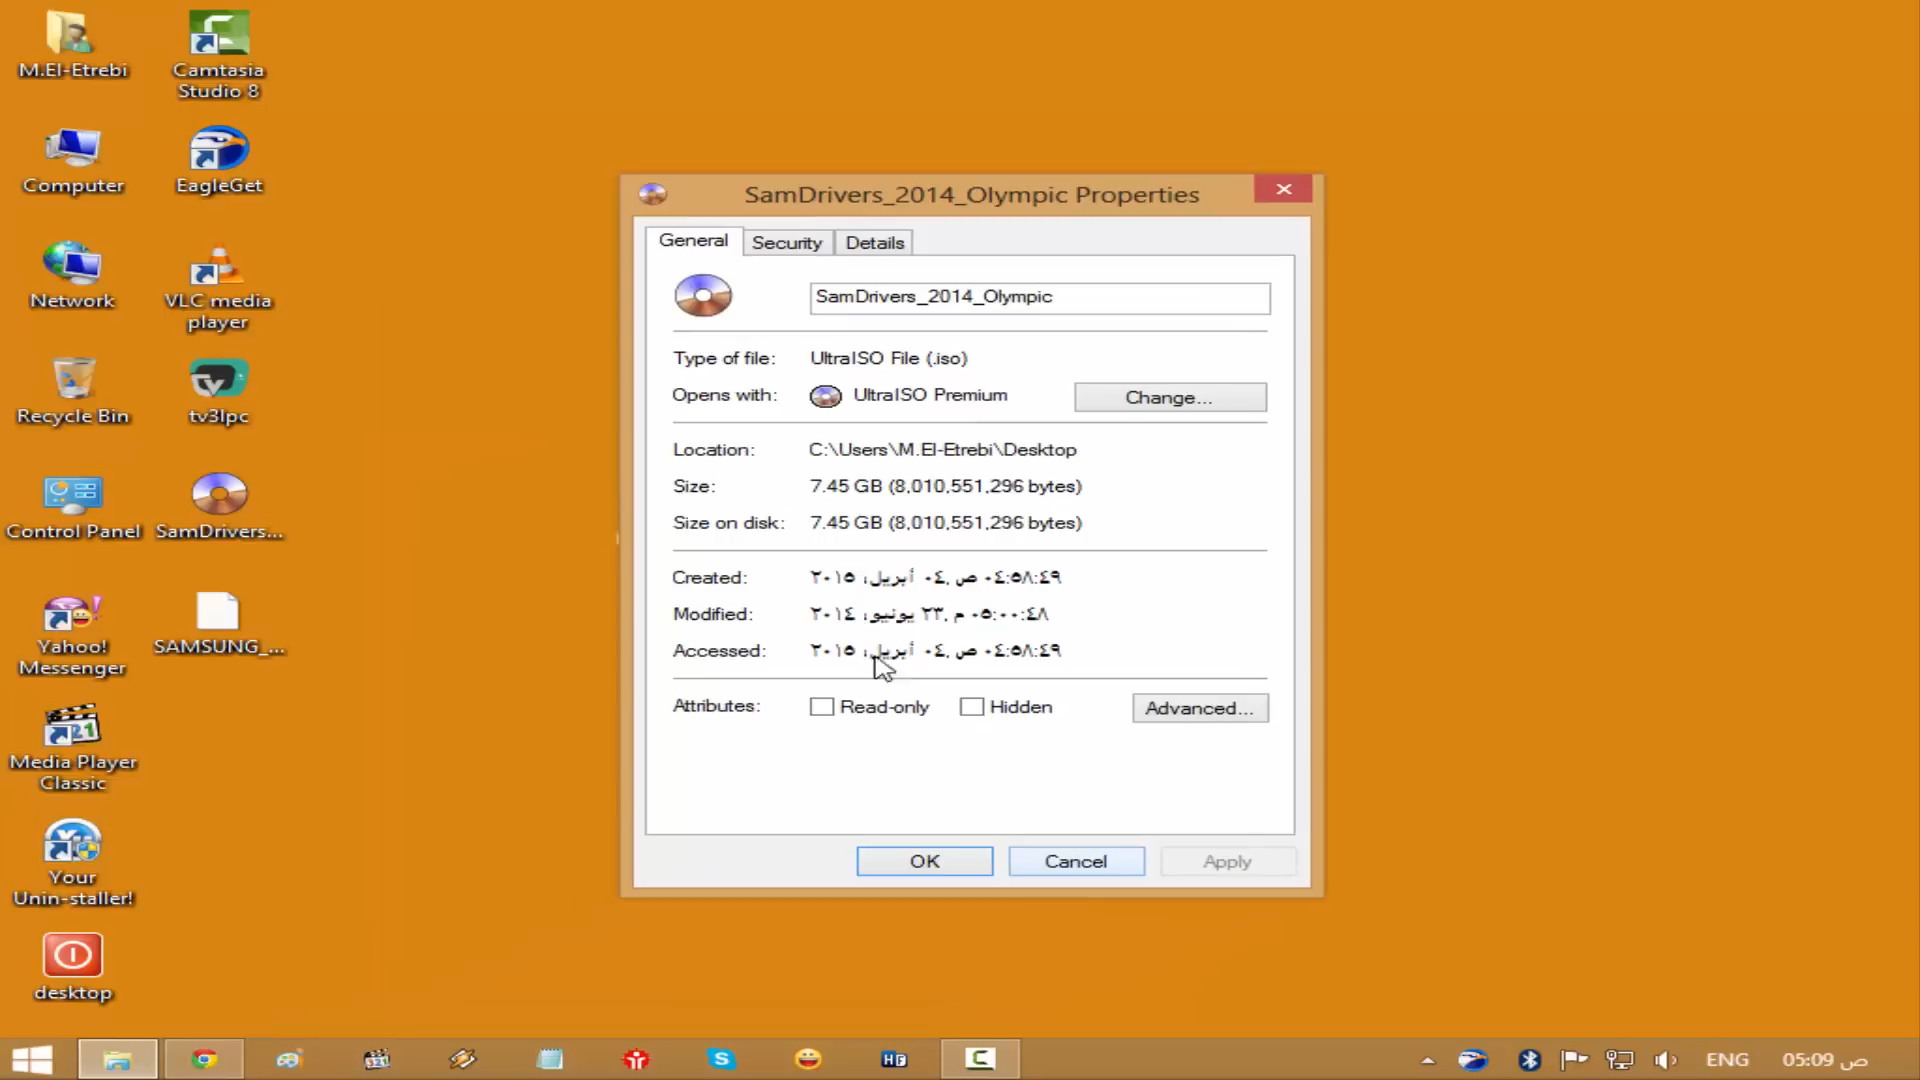 M.El-Etrebi
Camtasia
Studio 8
Computer
EagleGet
Network
VLC media
player
Recycle Bin
tv3lpc
Control Panel
SamDrivers...
Yahoo!
Messenger
SAMSUNG_...
Media Player
Classic
Your
Unin-staller!
desktop
SamDrivers_2014_Olympic Properties
General
Security
Details
SamDrivers_2014_Olympic
Type of file:
UltraISO File (.iso)
Opens with:
UltraISO Premium
Change...
Location:
C:\Users\M.El-Etrebi\Desktop
Size:
7.45 GB (8,010,551,296 bytes)
Size on disk:
7.45 GB (8,010,551,296 bytes)
Created:
٠٤:٥٨:٤٩ ص ,٠٤ أبريل، ٢٠١٥
Modified:
٠٥:٠٠:٤٨ م ,٢٣ يونيو، ٢٠١٤
Accessed:
٠٤:٥٨:٤٩ ص ,٠٤ أبريل، ٢٠١٥
Attributes:
Read-only
Hidden
Advanced...
OK
Cancel
Apply
ENG
05:09 ص